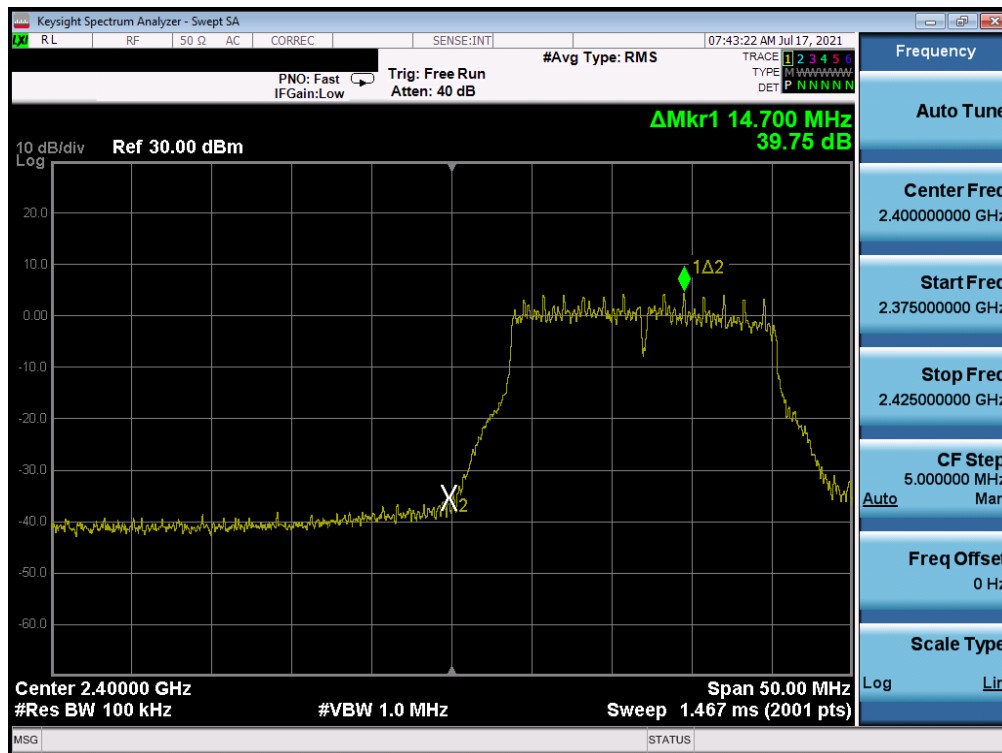 Keysight Spectrum Analyzer - Swept SA
LXI RL RF 50 Ω AC CORREC SENSE:INT 07:43:22 AM Jul 17, 2021
#Avg Type: RMS
TRACE 1 2 3 4 5 6
PNO: Fast Trig: Free Run
TYPE M WWWWW
IFGain:Low Atten: 40 dB
DET P N N N N N
ΔMkr1 14.700 MHz
39.75 dB
10 dB/div Ref 30.00 dBm
Log
20.0
10.0
0.00
-10.0
-20.0
-30.0
-40.0
-50.0
-60.0
1Δ2
X2
Center 2.40000 GHz Span 50.00 MHz
#Res BW 100 kHz #VBW 1.0 MHz Sweep 1.467 ms (2001 pts)
MSG STATUS
Frequency
Auto Tune
Center Freq
2.400000000 GHz
Start Freq
2.375000000 GHz
Stop Freq
2.425000000 GHz
CF Step
5.000000 MHz
Auto Man
Freq Offset
0 Hz
Scale Type
Log Lin